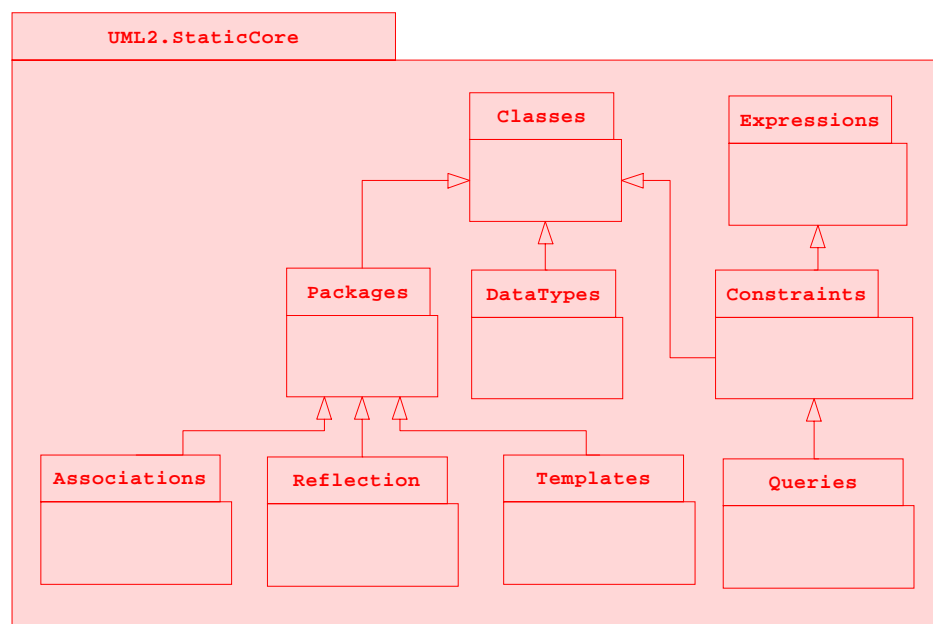 UML2.StaticCore
Classes
Expressions
Packages
DataTypes
Constraints
Associations
Reflection
Templates
Queries